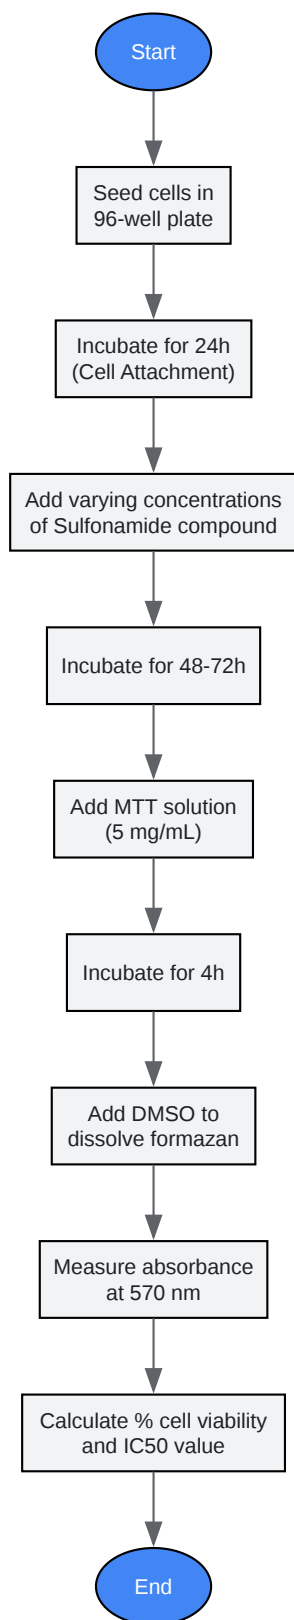 Start
Seed cells in
96-well plate
Incubate for 24h
(Cell Attachment)
Add varying concentrations
of Sulfonamide compound
Incubate for 48-72h
Add MTT solution
(5 mg/mL)
Incubate for 4h
Add DMSO to
dissolve formazan
Measure absorbance
at 570 nm
Calculate % cell viability
and IC50 value
End